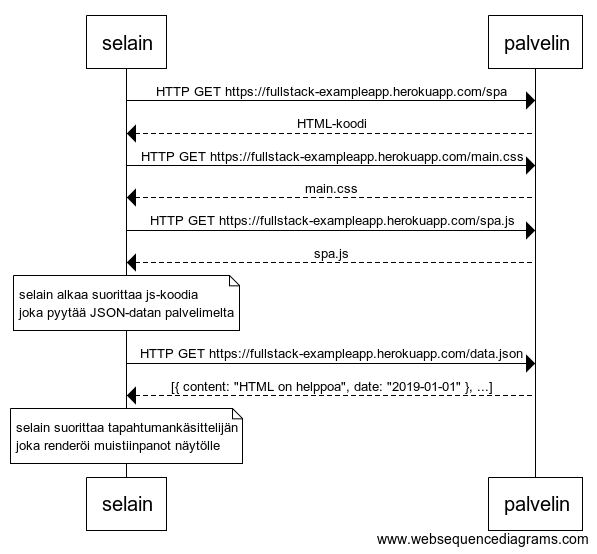 selain palvelin
HTTP GET https://fullstack-exampleapp.herokuapp.com/spa
HTML-koodi
HTTP GET https://fullstack-exampleapp.herokuapp.com/main.css
main.css
HTTP GET https://fullstack-exampleapp.herokuapp.com/spa.js
spa.js
selain alkaa suorittaa js-koodia
joka pyytää JSON-datan palvelimelta
HTTP GET https://fullstack-exampleapp.herokuapp.com/data.json
[{ content: "HTML on helppoa", date: "2019-01-01" }, ...]
selain suorittaa tapahtumankäsittelijän
joka renderöi muistiinpanot näytölle
selain palvelin
www.websequencediagrams.com